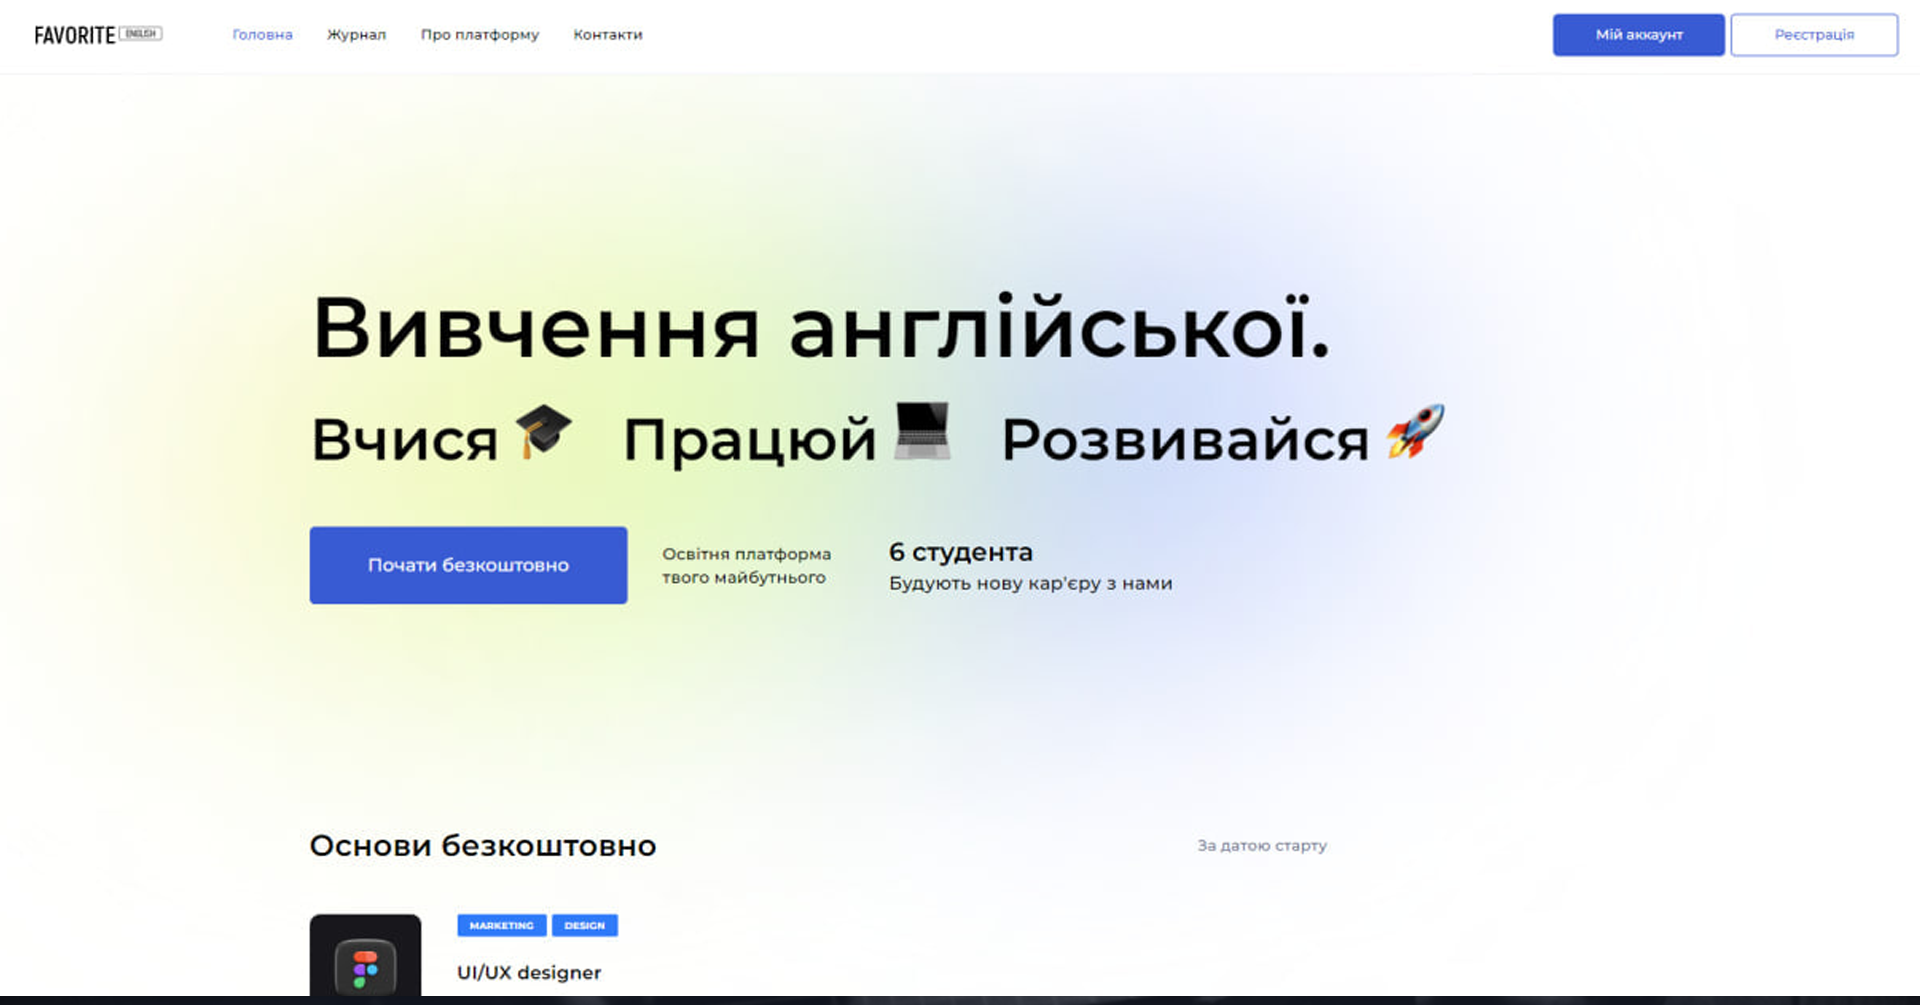 FAVORITE ENGLISH
Головна Журнал Про платформу Контакти
Мій аккаунт Реєстрація
Вивчення англійської.
Вчися 🎓 Працюй 💻 Розвивайся 🚀
Почати безкоштовно
Освітня платформа
твого майбутнього
6 студента
Будують нову кар'єру з нами
Основи безкоштовно
За датою старту
MARKETING DESIGN
UI/UX designer